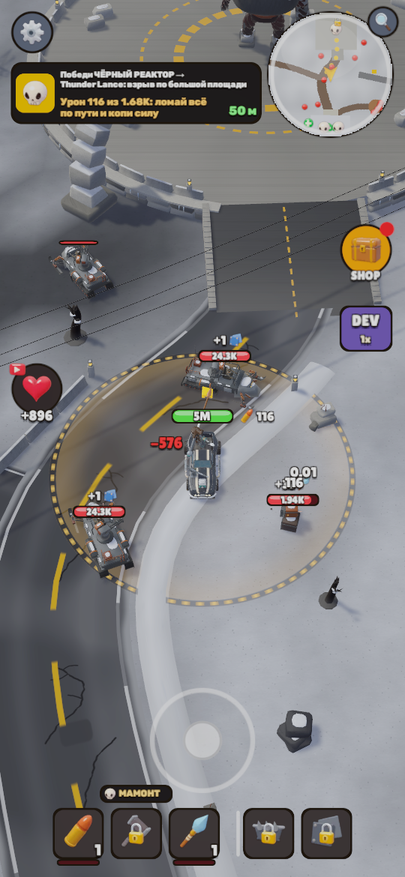 Победи ЧЁРНЫЙ РЕАКТОР →
Thunder Lance: взрыв по большой площади
Урон 116 из 1.68K: ломай всё
по пути и копи силу
50 м
SHOP
DEV
1x
+1
24.3K
+896
5M
116
-576
0.01
+116
1.94K
+1
24.3K
МАМОНТ
1
1